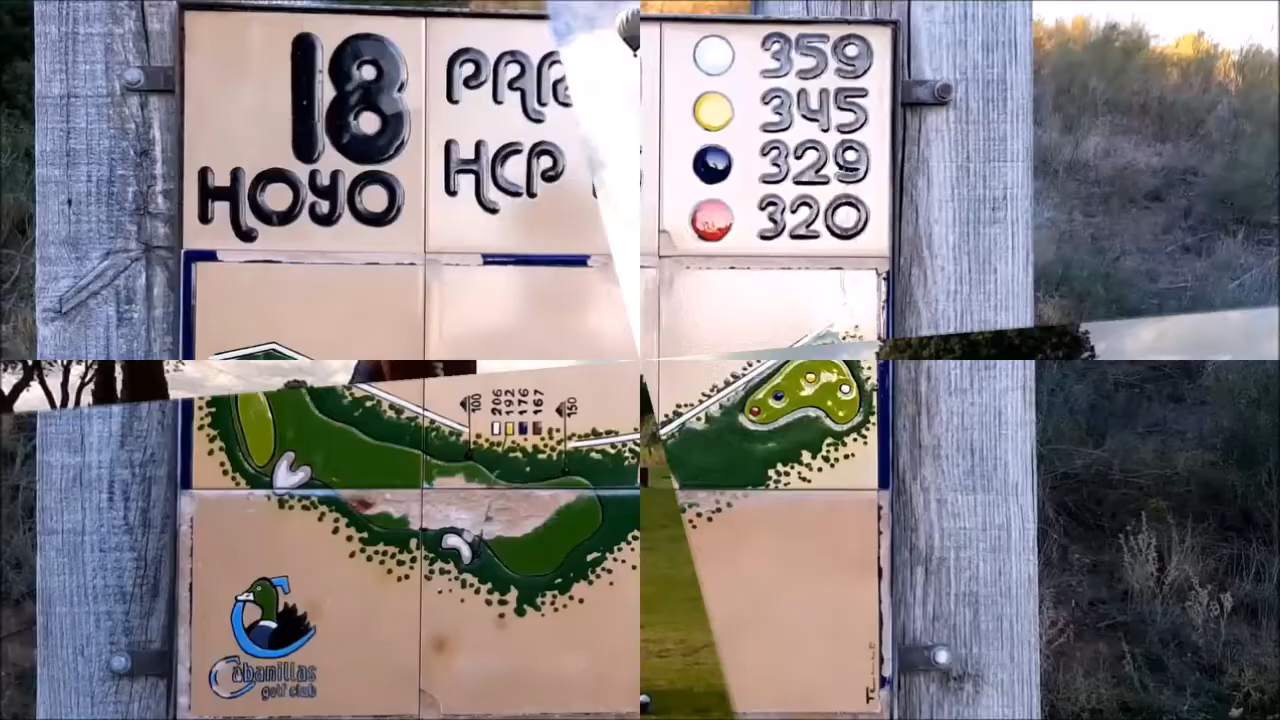 18
HOYO
HCP
359
345
329
320
100
206
192
176
167
150
Cabanillas
golf club